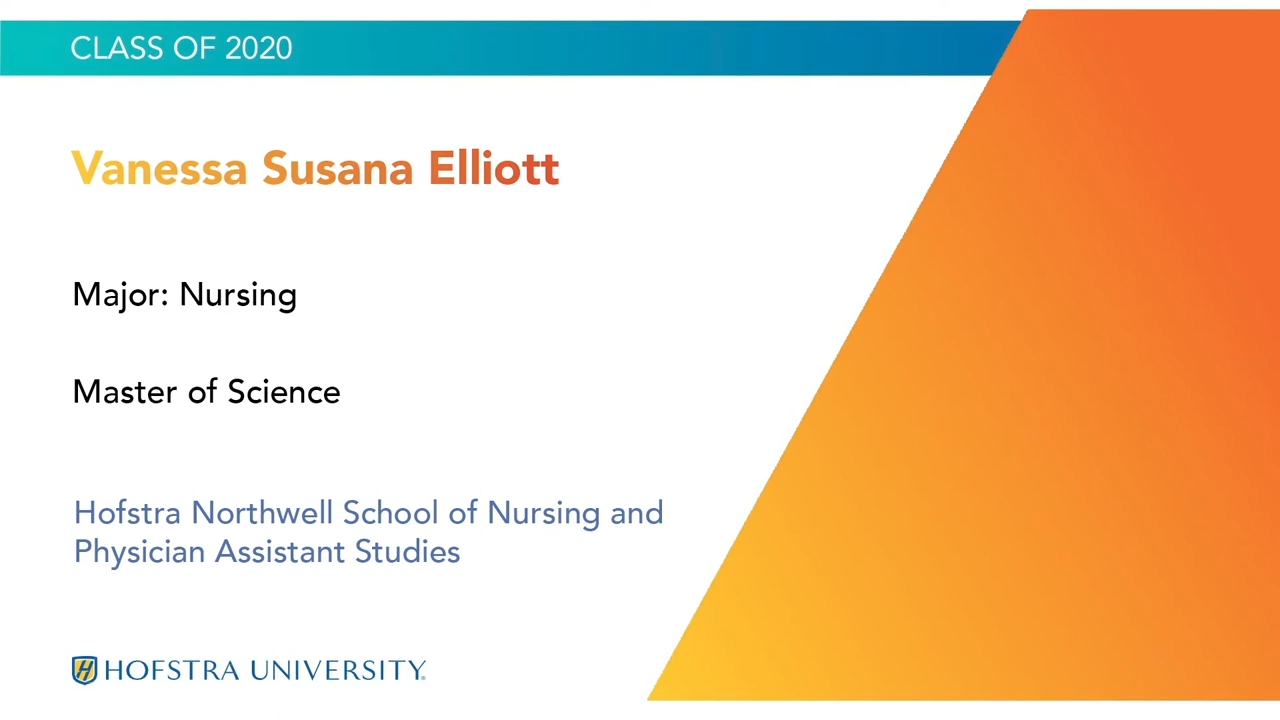 CLASS OF 2020
Vanessa Susana Elliott
Major: Nursing
Master of Science
Hofstra Northwell School of Nursing and
Physician Assistant Studies
H HOFSTRA UNIVERSITY®